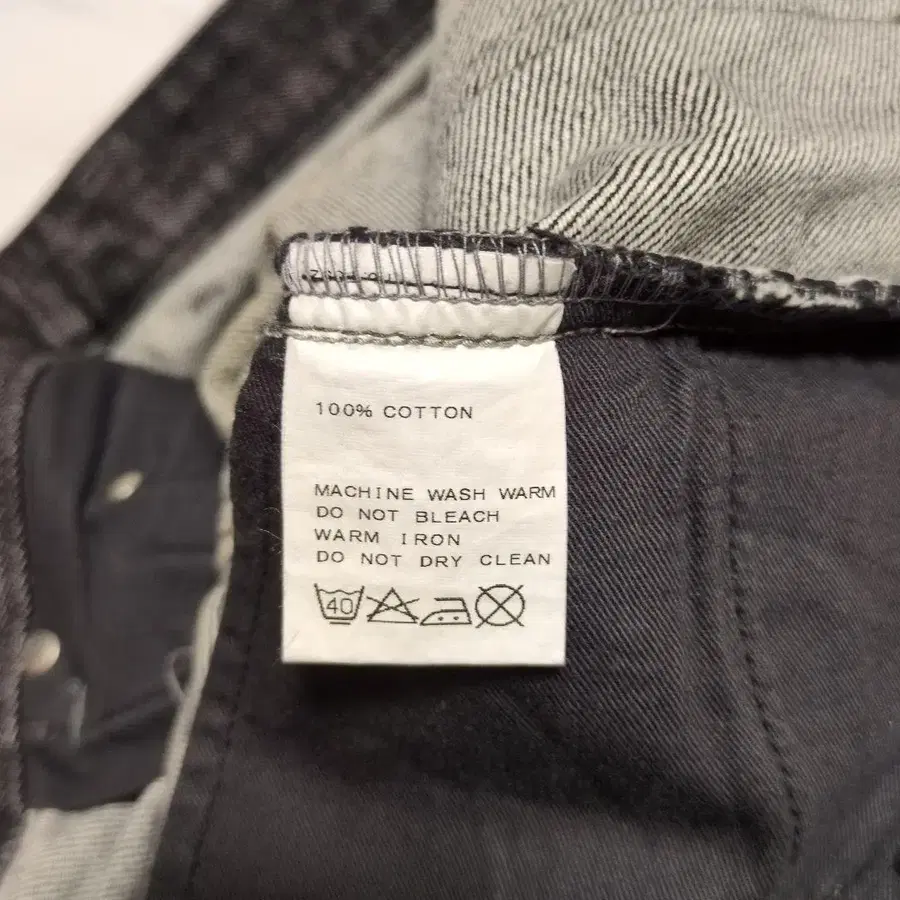 100% COTTON
MACHINE WASH WARM
DO NOT BLEACH
WARM IRON
DO NOT DRY CLEAN
40